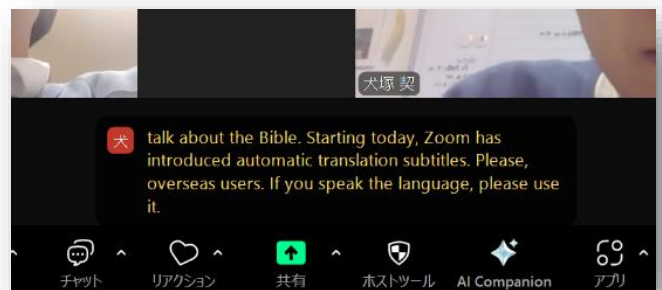 犬塚 契
犬
talk about the Bible. Starting today, Zoom has
introduced automatic translation subtitles. Please,
overseas users. If you speak the language, please use
it.
チャット
リアクション
共有
ホストツール
AI Companion
アプリ